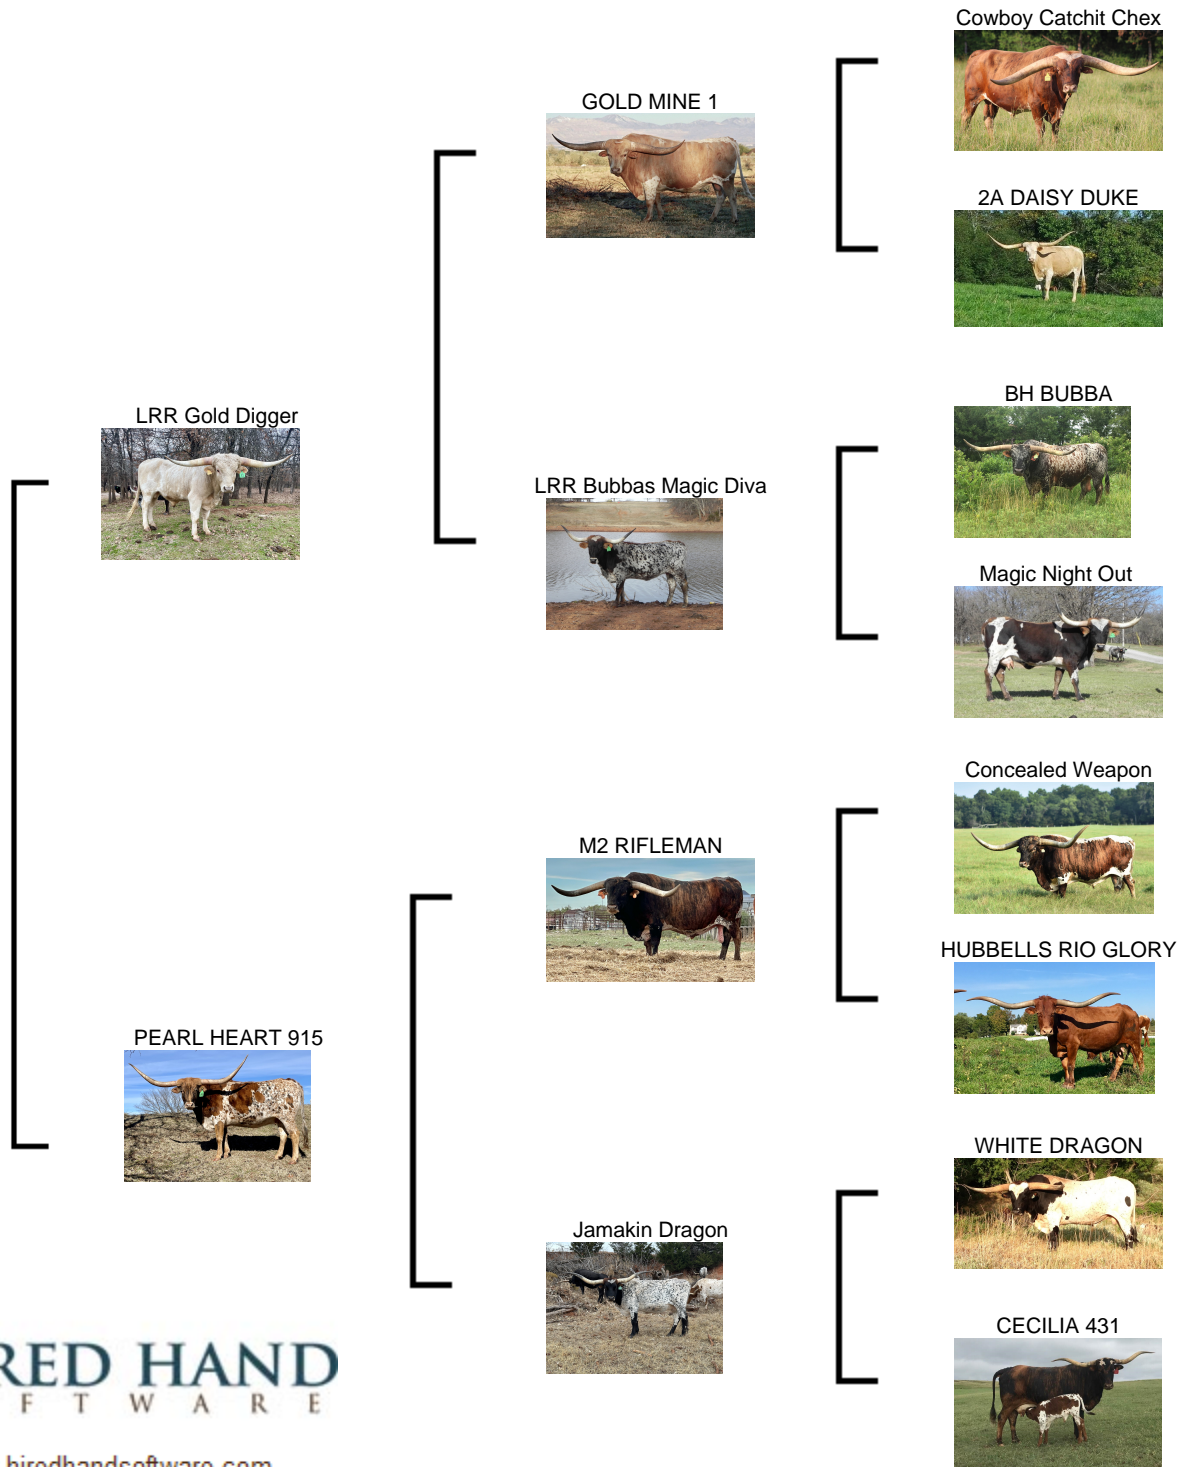 Cowboy Catchit Chex
GOLD MINE 1
2A DAISY DUKE
LRR Gold Digger
BH BUBBA
LRR Bubbas Magic Diva
Magic Night Out
Concealed Weapon
M2 RIFLEMAN
HUBBELLS RIO GLORY
PEARL HEART 915
WHITE DRAGON
Jamakin Dragon
CECILIA 431
RED HAND
F T W A R E
hiredhandsoftware.com